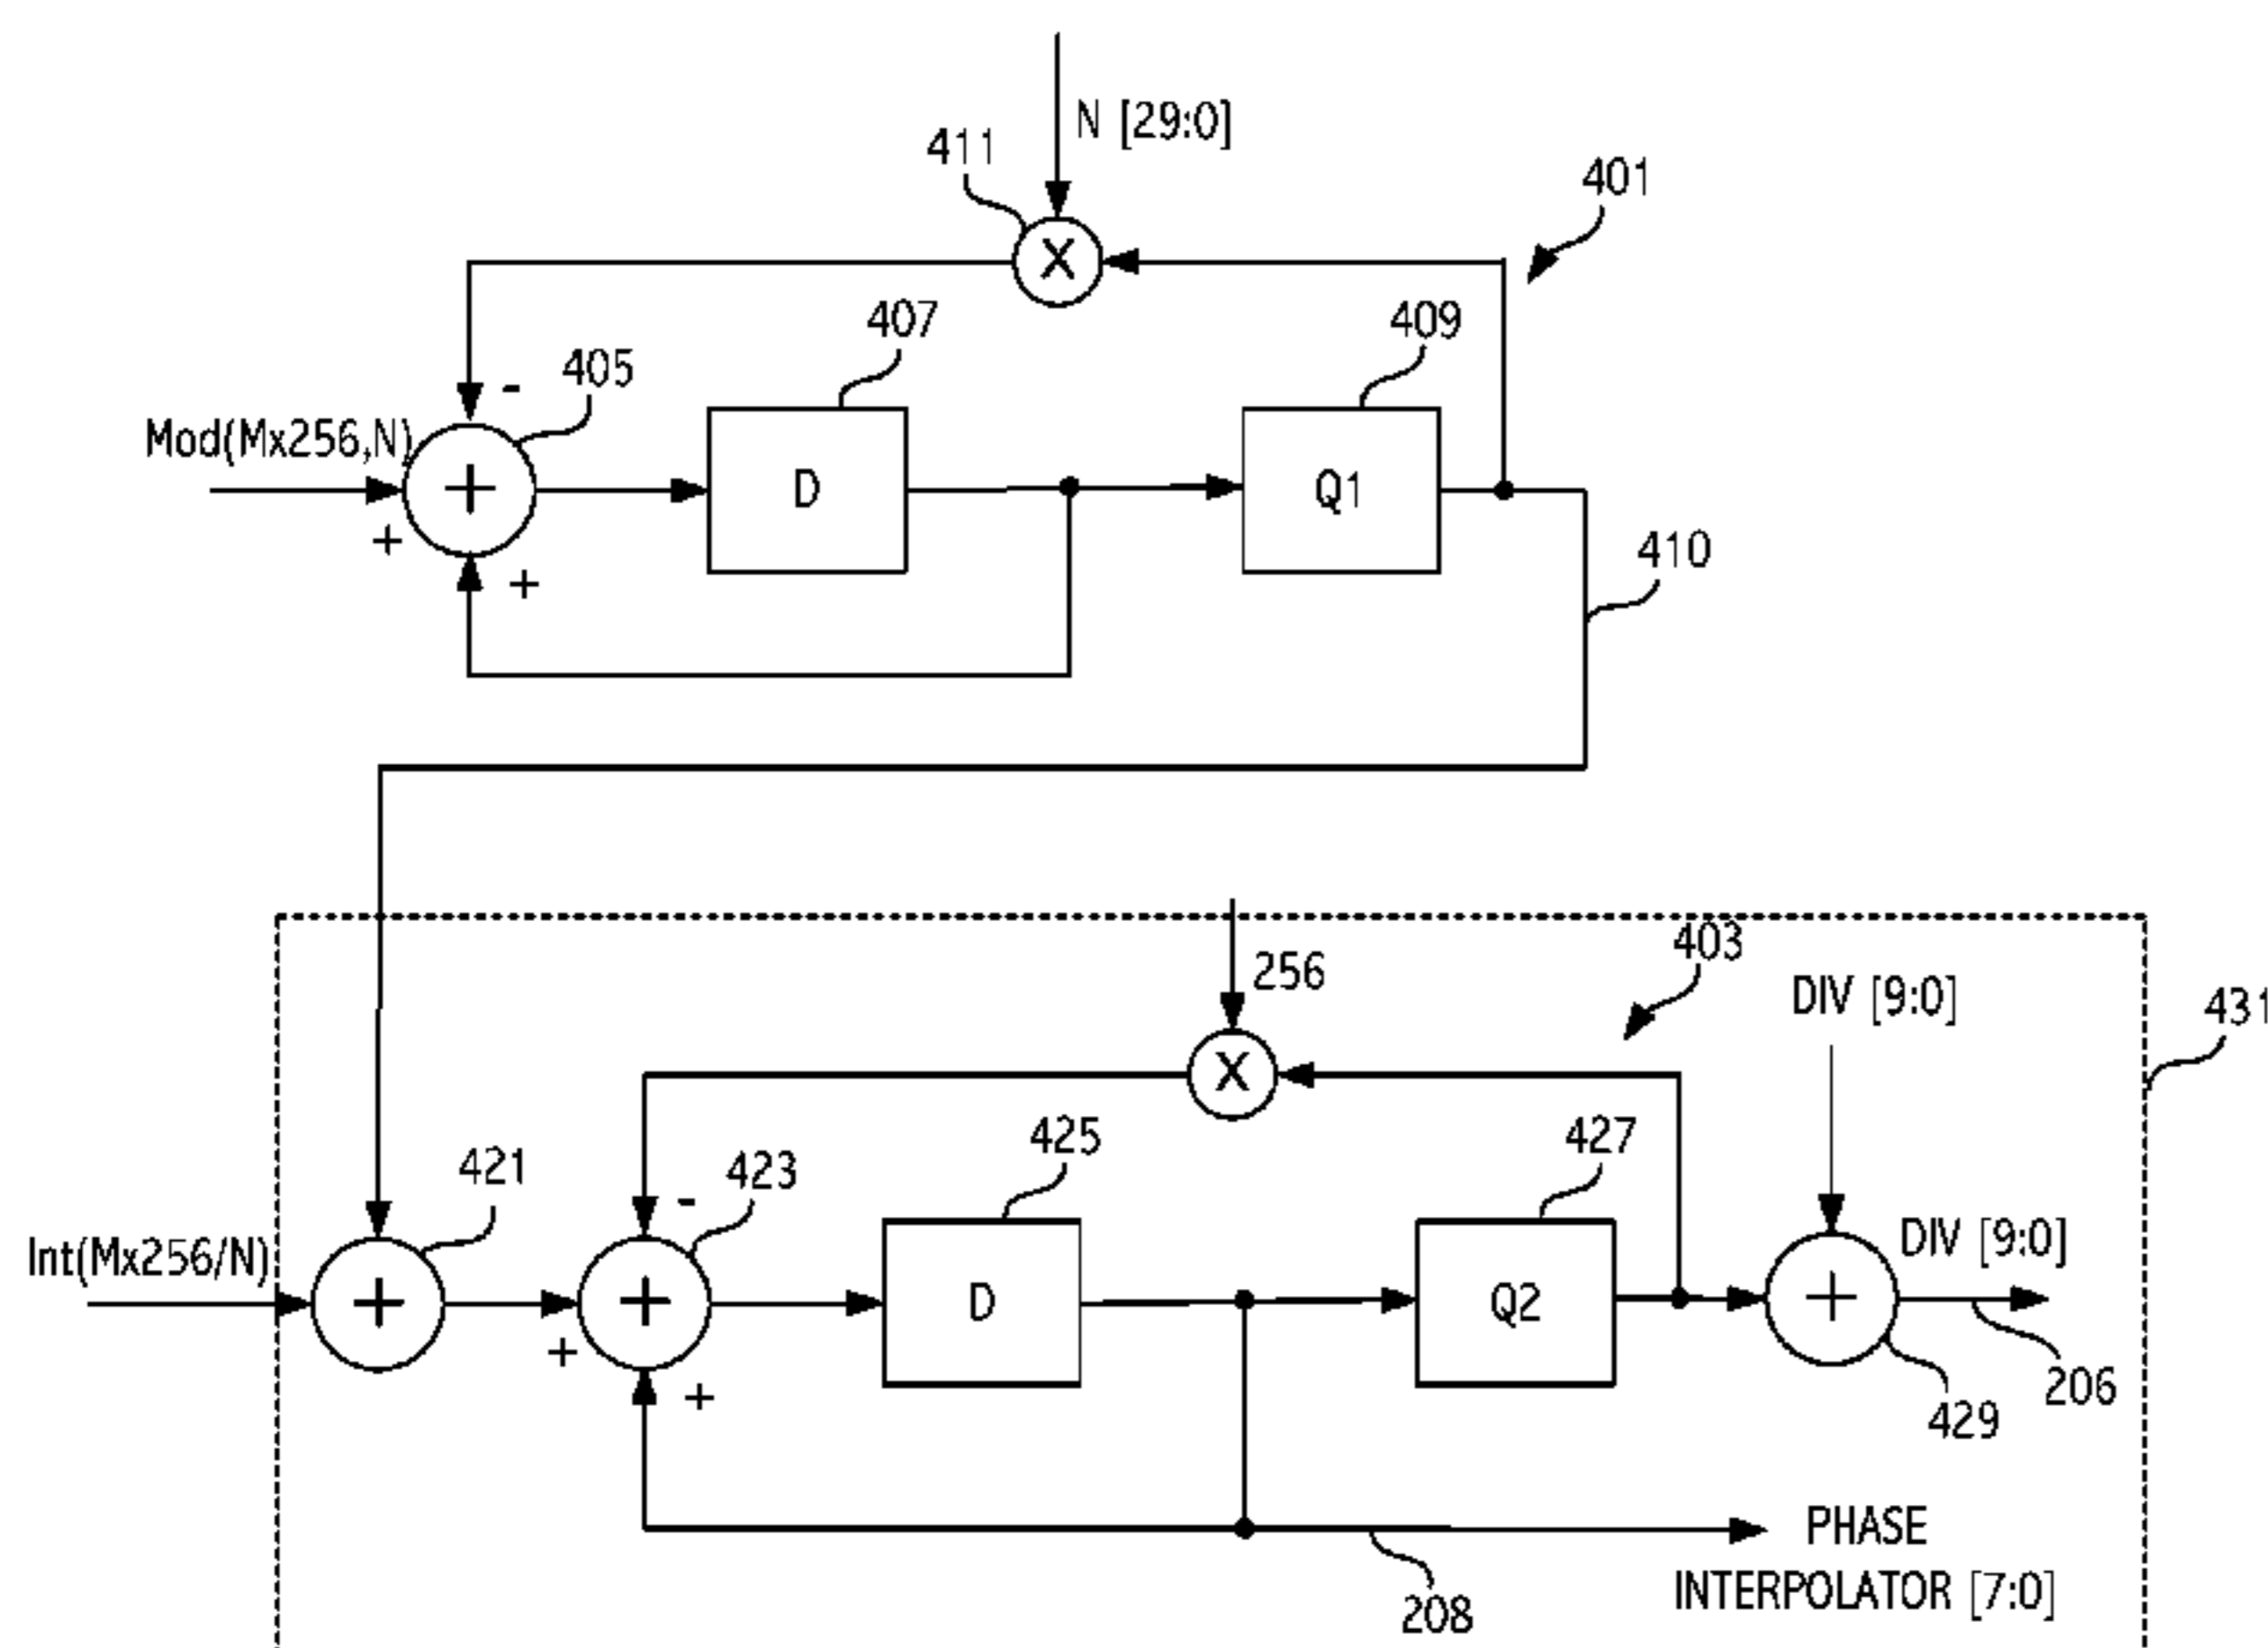 N [29:0]
411
X
401
407
409
405
-
Mod(Mx256,N)
+
D
Q1
+
+
410
403
256
DIV [9:0]
431
X
425
427
421
423
-
Int(Mx256/N)
+
+
D
Q2
+
DIV [9:0]
+
+
206
429
PHASE
INTERPOLATOR [7:0]
208